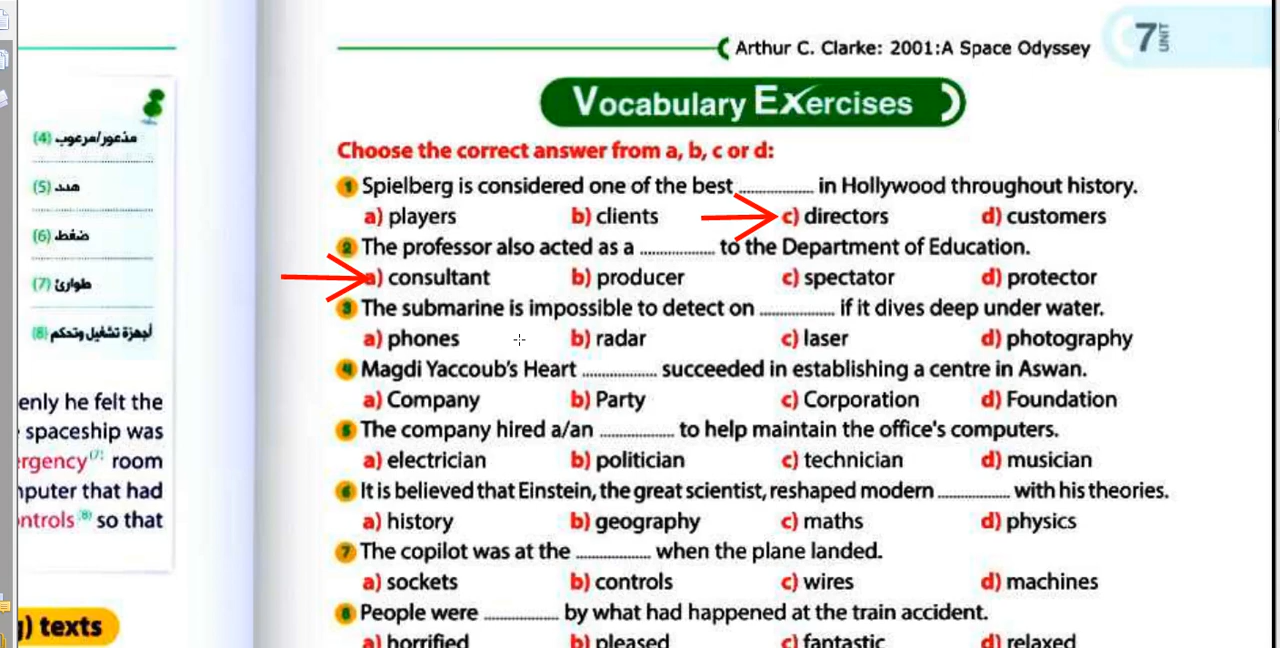 Arthur C. Clarke: 2001:A Space Odyssey
7 UNIT
Vocabulary Exercises
Choose the correct answer from a, b, c or d:
1 Spielberg is considered one of the best .................. in Hollywood throughout history.
a) players b) clients c) directors d) customers
2 The professor also acted as a .................. to the Department of Education.
a) consultant b) producer c) spectator d) protector
3 The submarine is impossible to detect on .................. if it dives deep under water.
a) phones b) radar c) laser d) photography
4 Magdi Yaccoub's Heart .................. succeeded in establishing a centre in Aswan.
a) Company b) Party c) Corporation d) Foundation
5 The company hired a/an .................. to help maintain the office's computers.
a) electrician b) politician c) technician d) musician
6 It is believed that Einstein, the great scientist, reshaped modern .................. with his theories.
a) history b) geography c) maths d) physics
7 The copilot was at the .................. when the plane landed.
a) sockets b) controls c) wires d) machines
8 People were .................. by what had happened at the train accident.
a) horrified b) pleased c) fantastic d) relaxed
(4) مذعور/مرعوب
(5) هدد
(6) ضغط
(7) طوارئ
(8) أجهزة تشغيل وتحكم
enly he felt the
spaceship was
rgency (7) room
nputer that had
ntrols (8) so that
) texts